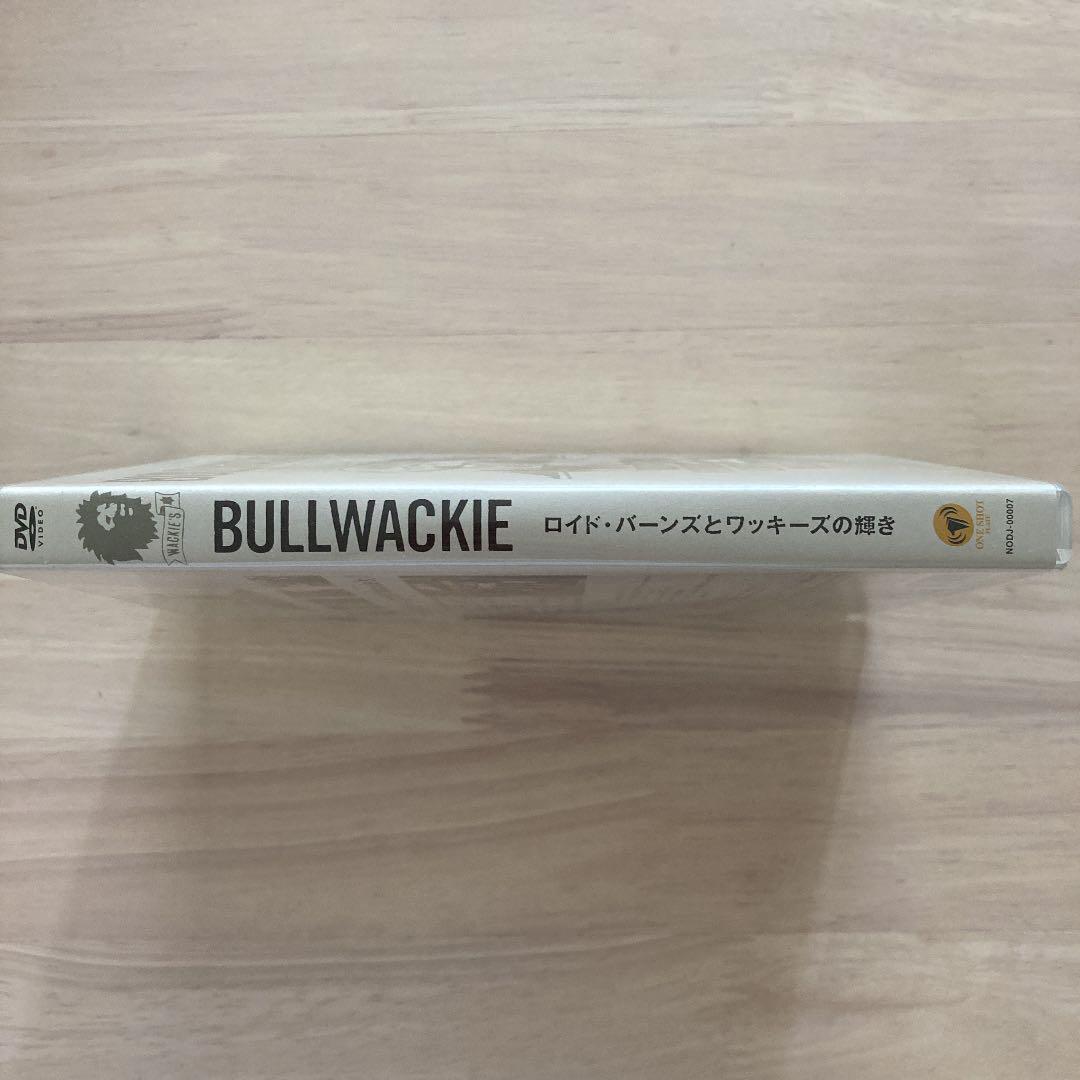 DVD
VIDEO
WACKIE'S
BULLWACKIE
ロイド・バーンズとワッキーズの輝き
ONE SHOT
NODJ-00007